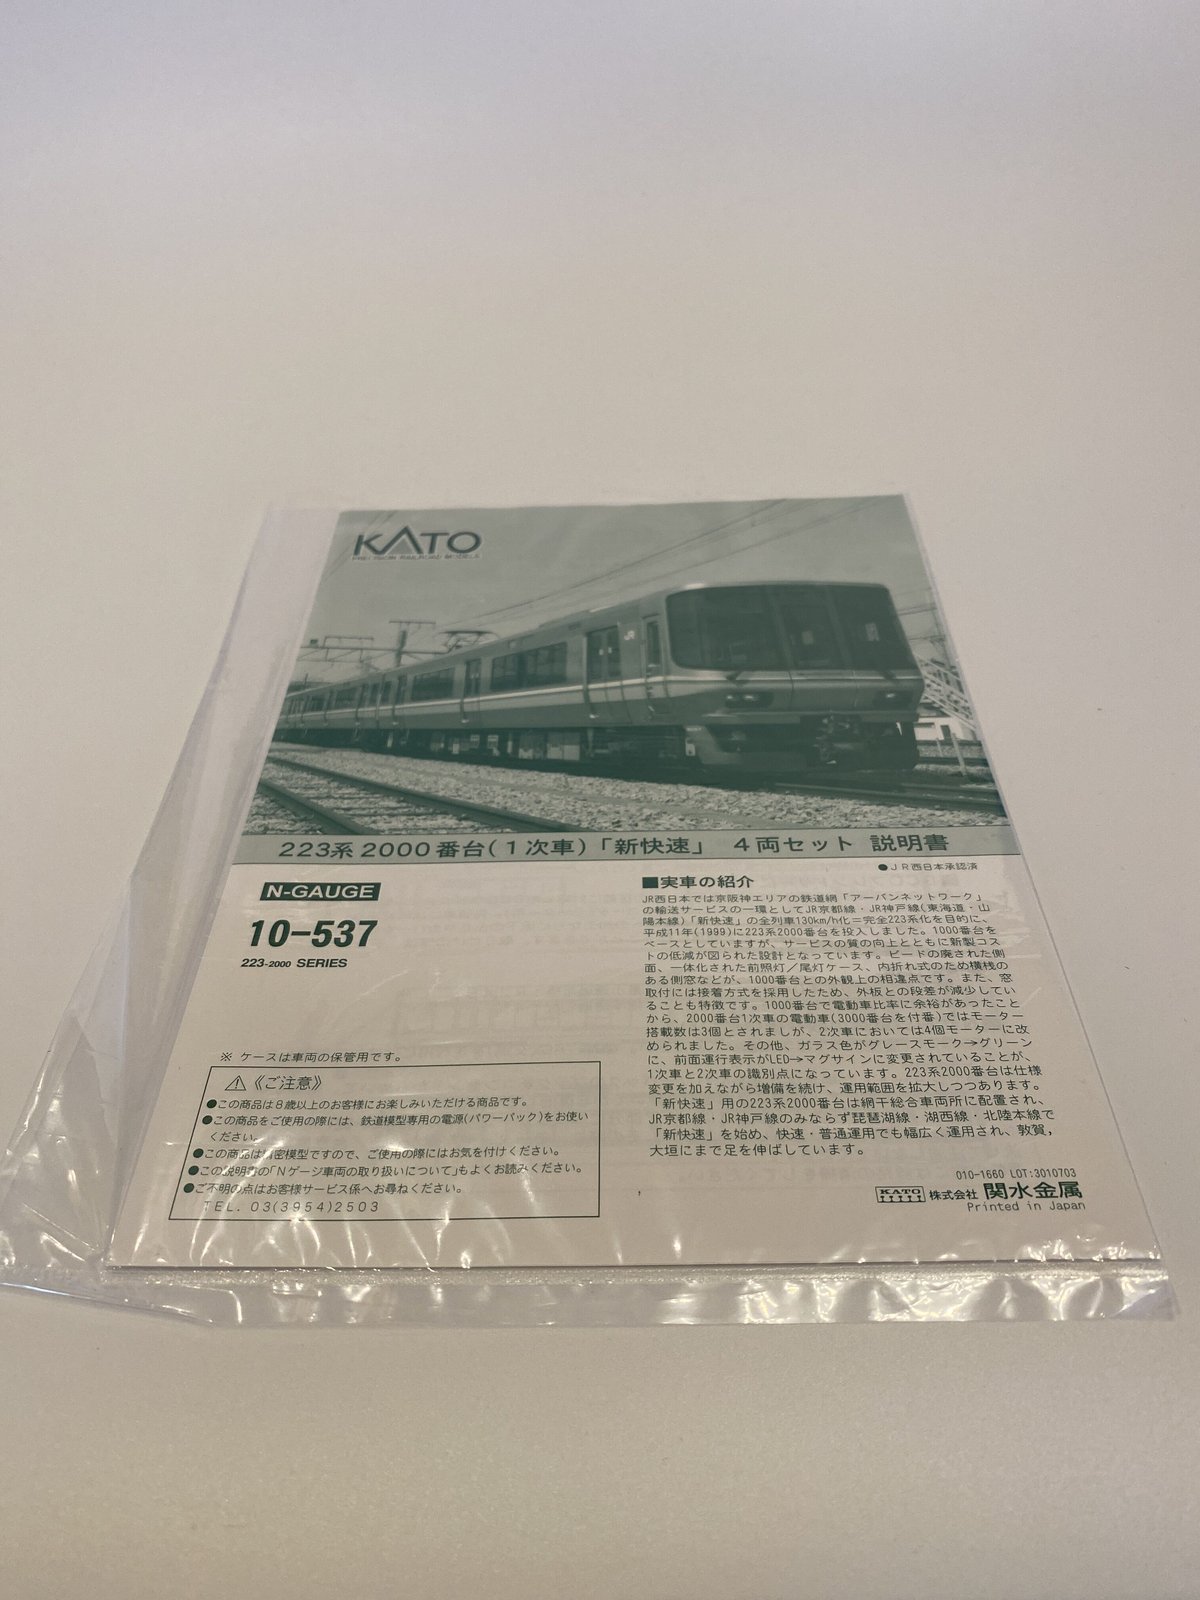 KATO
PRECISION RAILROAD MODELS
JR
223系2000番台(1次車)「新快速」 4両セット 説明書
●JR西日本承認済
N-GAUGE
10-537
223-2000 SERIES
※ ケースは車両の保管用です。
⚠《ご注意》
●この商品は8歳以上のお客様にお楽しみいただける商品です。
●この商品をご使用の際には、鉄道模型専用の電源(パワーパック)をお使い
ください。
●この商品は精密模型ですので、ご使用の際にはお気を付けください。
●この説明書の「Nゲージ車両の取り扱いについて」もよくお読みください。
●ご不明の点はお客様サービス係へお尋ねください。
TEL. 03(3954)2503
■実車の紹介
JR西日本では京阪神エリアの鉄道網「アーバンネットワーク」
の輸送サービスの一環としてJR京都線・JR神戸線(東海道・山
陽本線)「新快速」の全列車130km/h化=完全223系化を目的に、
平成11年(1999)に223系2000番台を投入しました。1000番台を
ベースとしていますが、サービスの質の向上とともに新製コス
トの低減が図られた設計となっています。ビードの廃された側
面、一体化された前照灯/尾灯ケース、内折れ式のため横桟の
ある側窓などが、1000番台との外観上の相違点です。また、窓
取付には接着方式を採用したため、外板との段差が減少してい
ることも特徴です。1000番台で電動車比率に余裕があったこと
から、2000番台1次車の電動車(3000番台を付番)ではモーター
搭載数は3個とされましが、2次車においては4個モーターに改
められました。その他、ガラス色がグレースモーク→グリーン
に、前面運行表示がLED→マグサインに変更されていることが、
1次車と2次車の識別点になっています。223系2000番台は仕様
変更を加えながら増備を続け、運用範囲を拡大しつつあります。
「新快速」用の223系2000番台は網干総合車両所に配置され、
JR京都線・JR神戸線のみならず琵琶湖線・湖西線・北陸本線で
「新快速」を始め、快速・普通運用でも幅広く運用され、敦賀,
大垣にまで足を伸ばしています。
010-1660 LOT:3010703
KATO 株式会社 関水金属
Printed in Japan